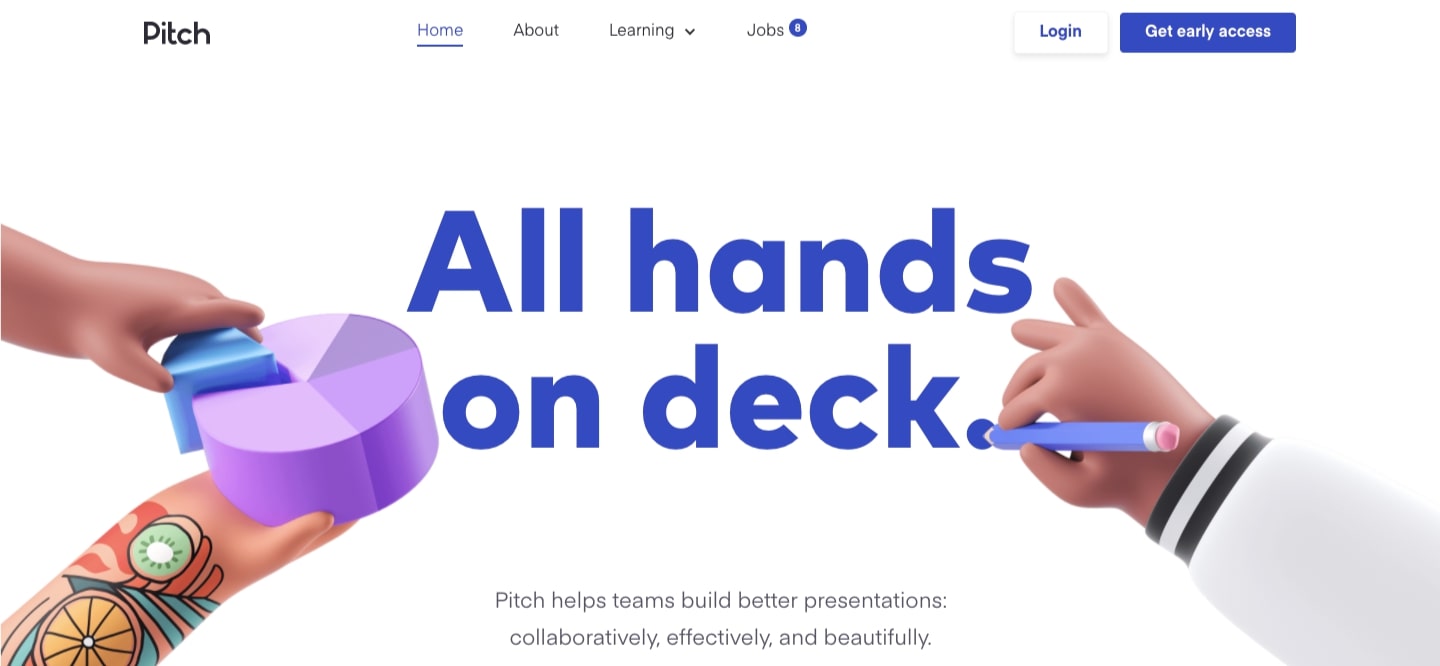 Pitch
Home About Learning Jobs 8
Login Get early access
All hands
on deck.
Pitch helps teams build better presentations:
collaboratively, effectively, and beautifully.